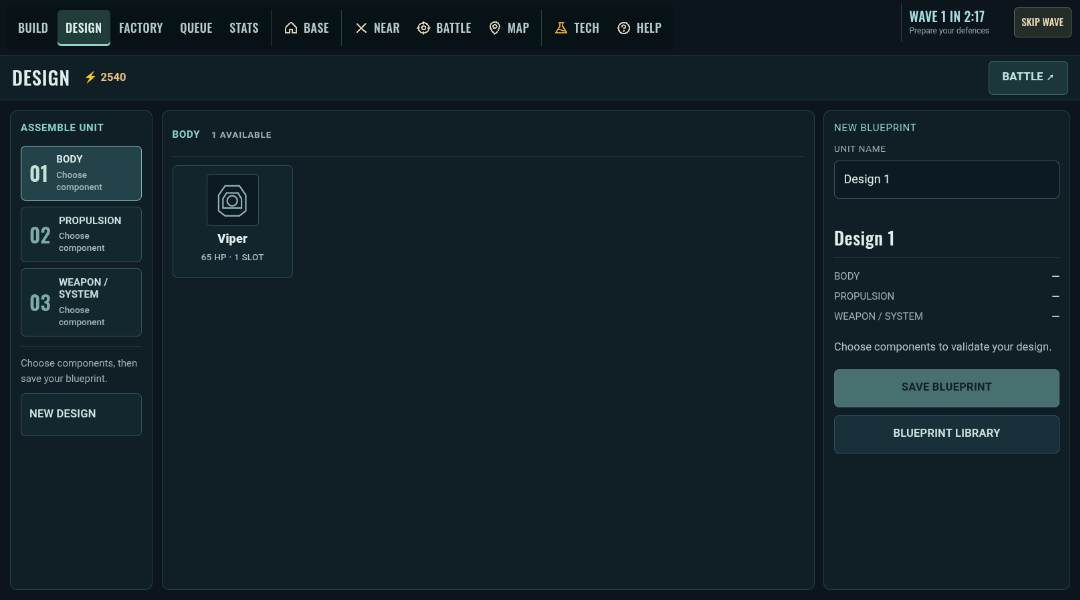 BUILD
DESIGN
FACTORY
QUEUE
STATS
BASE
NEAR
BATTLE
MAP
TECH
HELP
WAVE 1 IN 2:17
Prepare your defences
SKIP WAVE
DESIGN
⚡ 2540
BATTLE ↗
ASSEMBLE UNIT
01
BODY
Choose
component
02
PROPULSION
Choose
component
03
WEAPON /
SYSTEM
Choose
component
Choose components, then
save your blueprint.
NEW DESIGN
BODY 1 AVAILABLE
Viper
65 HP · 1 SLOT
NEW BLUEPRINT
UNIT NAME
Design 1
Design 1
BODY —
PROPULSION —
WEAPON / SYSTEM —
Choose components to validate your design.
SAVE BLUEPRINT
BLUEPRINT LIBRARY